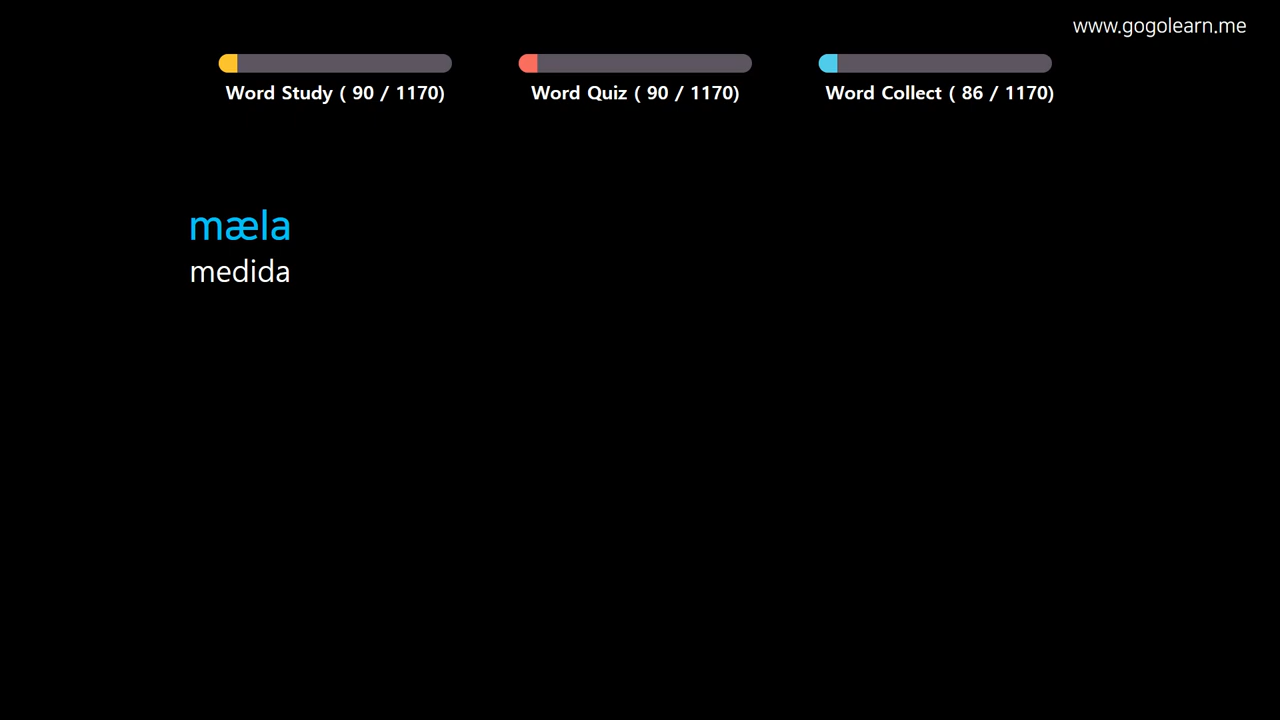 www.gogolearn.me
Word Study ( 90 / 1170)
Word Quiz ( 90 / 1170)
Word Collect ( 86 / 1170)
mæla
medida